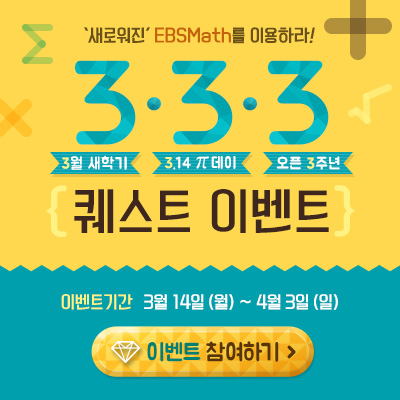 ‘새로워진’ EBSMath를 이용하라!
3·3·3
3월 새학기 3.14 π데이 오픈 3주년
{퀘스트 이벤트}
이벤트기간 3월 14일 (월) ~ 4월 3일 (일)
이벤트 참여하기 >